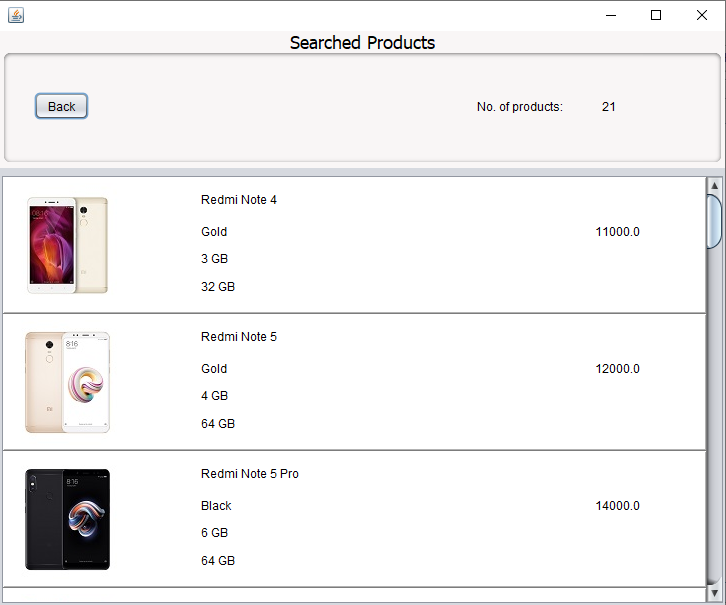 Searched Products
Back
No. of products: 21
Redmi Note 4
Gold
11000.0
3 GB
32 GB
Redmi Note 5
Gold
12000.0
4 GB
64 GB
Redmi Note 5 Pro
Black
14000.0
6 GB
64 GB